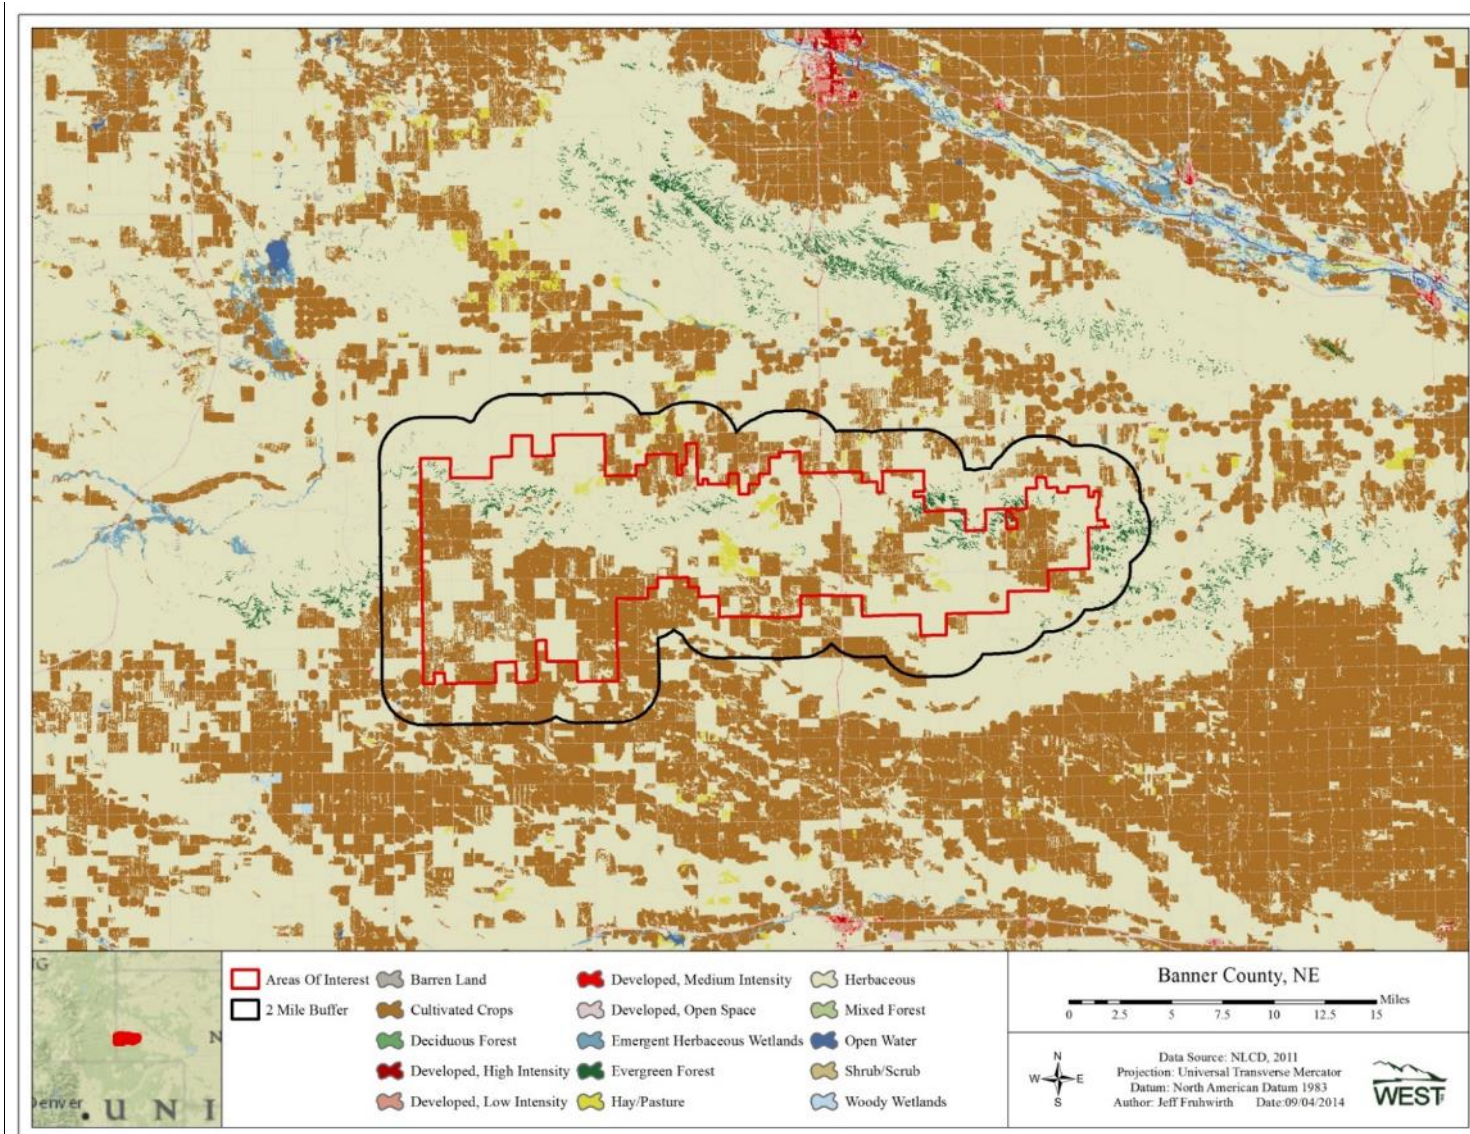 G
N
Denver
UNI
Areas Of Interest
2 Mile Buffer
Barren Land
Cultivated Crops
Deciduous Forest
Developed, High Intensity
Developed, Low Intensity
Developed, Medium Intensity
Developed, Open Space
Emergent Herbaceous Wetlands
Evergreen Forest
Hay/Pasture
Herbaceous
Mixed Forest
Open Water
Shrub/Scrub
Woody Wetlands
Banner County, NE
Miles
0 2.5 5 7.5 10 12.5 15
N
W E
S
Data Source: NLCD, 2011
Projection: Universal Transverse Mercator
Datum: North American Datum 1983
Author: Jeff Fruhwirth Date:09/04/2014
WEST